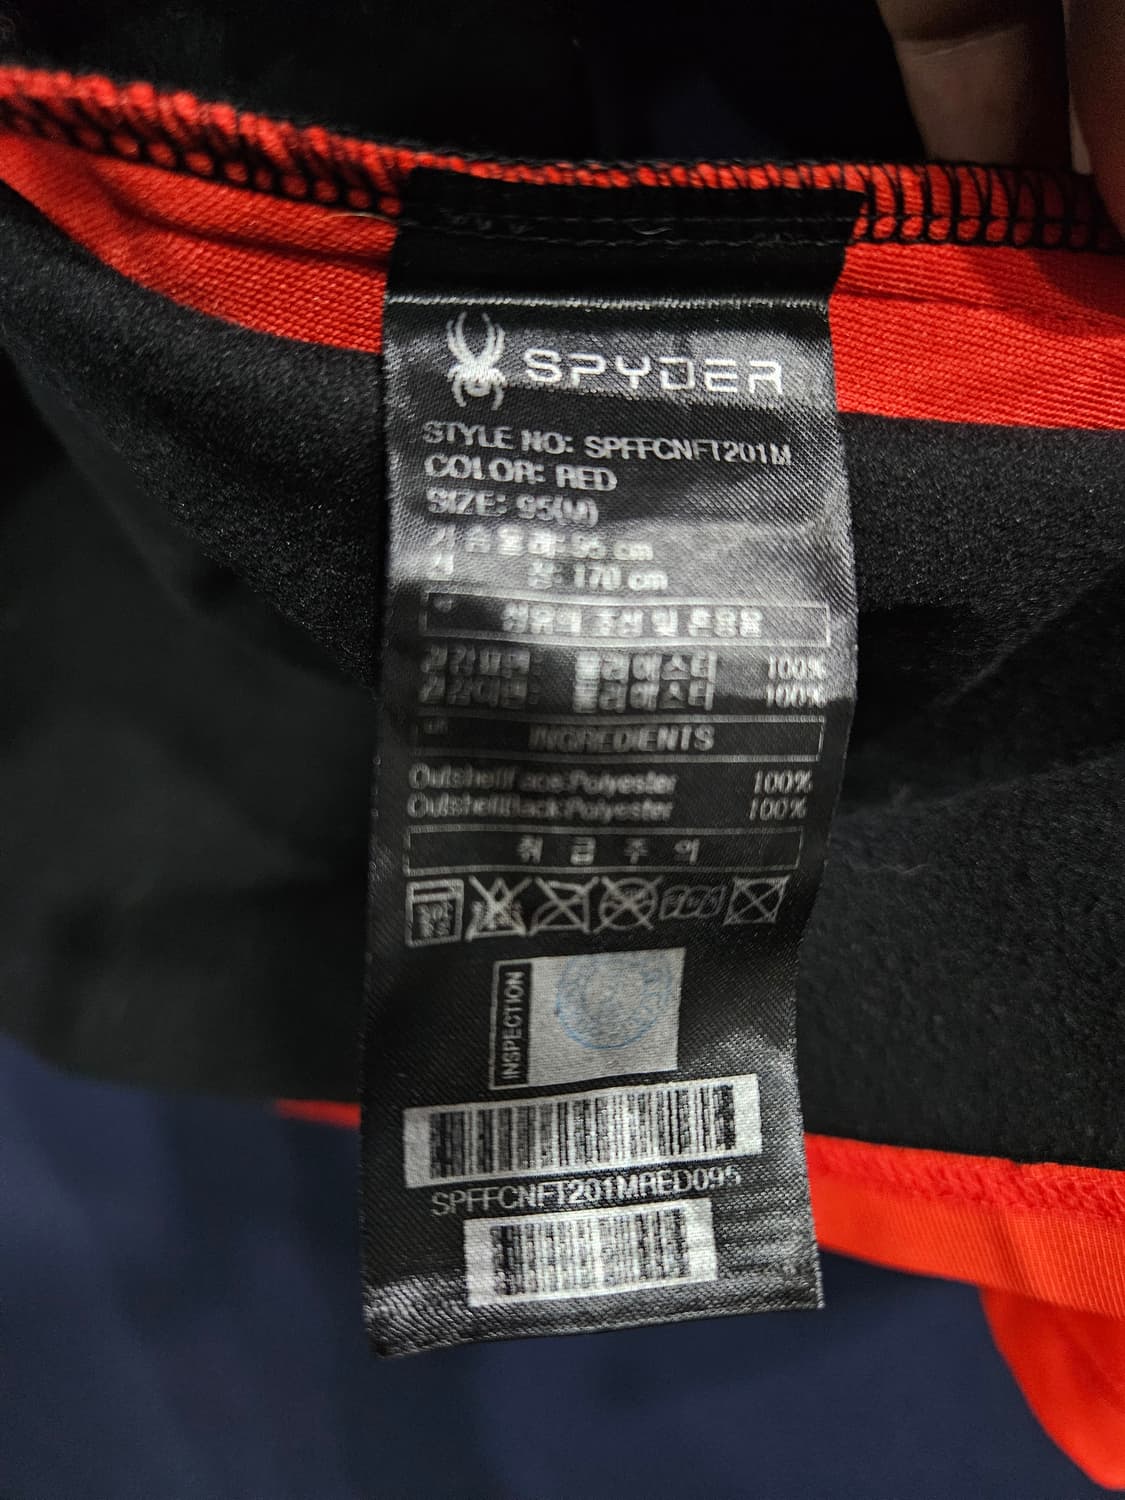 SPYDER
STYLE NO: SPFFCNFT201M
COLOR: RED
SIZE: 95(M)
가슴둘레: 95 cm
신 장: 170 cm
섬유의 조성 및 혼용율
겉감표면: 폴리에스터 100%
겉감이면: 폴리에스터 100%
INGREDIENTS
Outshell Face:Polyester 100%
Outshell Back:Polyester 100%
취 급 주 의
INSPECTION
SPFFCNFT201MRED095